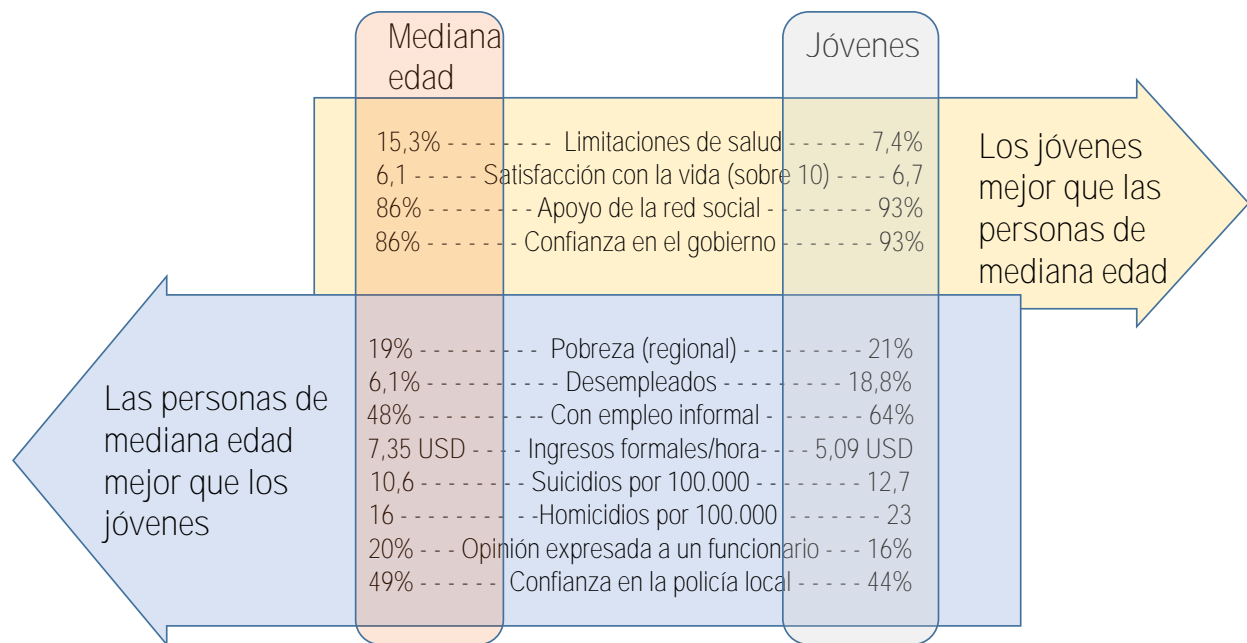 Mediana
edad
Jóvenes
15,3% - - - - - - - - Limitaciones de salud - - - - - - 7,4%
6,1 - - - - - Satisfacción con la vida (sobre 10) - - - - 6,7
86% - - - - - - - - Apoyo de la red social - - - - - - - - 93%
86% - - - - - - - Confianza en el gobierno - - - - - - - 93%
Los jóvenes
mejor que las
personas de
mediana edad
19% - - - - - - - - - Pobreza (regional) - - - - - - - - 21%
6,1% - - - - - - - - - Desempleados - - - - - - - - - 18,8%
48% - - - - - - - - -- Con empleo informal - - - - - - - 64%
7,35 USD - - - Ingresos formales/hora- - - - 5,09 USD
10,6 - - - - - - - - Suicidios por 100.000 - - - - - - - - 12,7
16 - - - - - - - - - -Homicidios por 100.000 - - - - - - - 23
20% - - - Opinión expresada a un funcionario - - - 16%
49% - - - - - - Confianza en la policía local - - - - - 44%
Las personas de
mediana edad
mejor que los
jóvenes